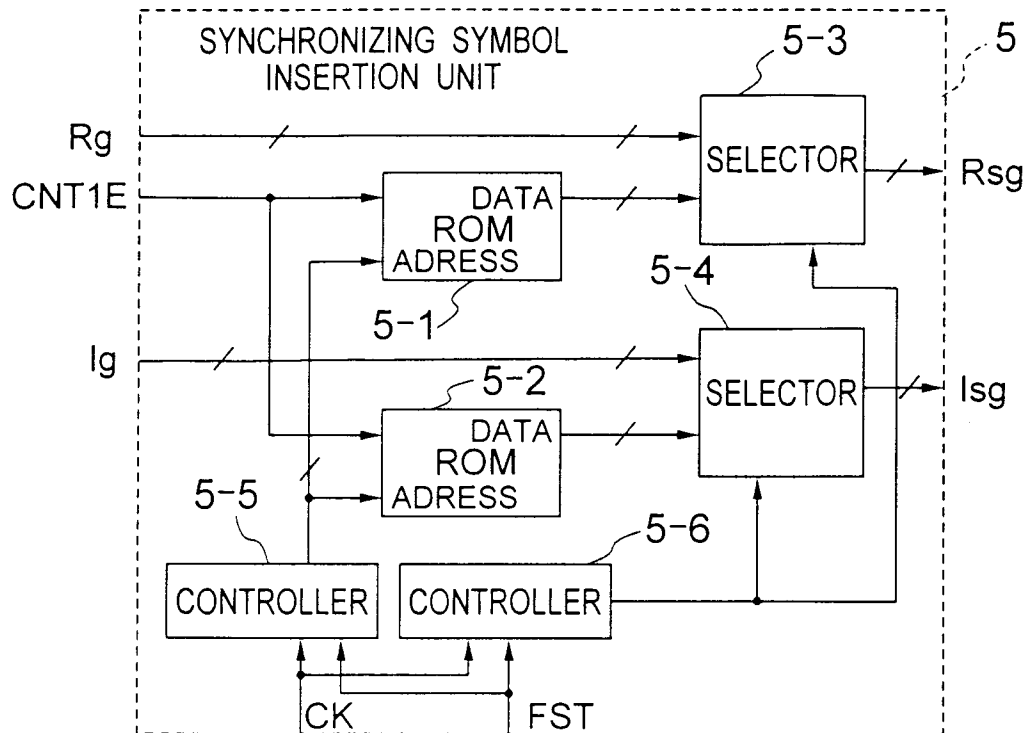 SYNCHRONIZING SYMBOL
INSERTION UNIT
5-3
5
Rg
SELECTOR
Rsg
CNT1E
DATA
ROM
ADRESS
5-1
5-4
Ig
SELECTOR
Isg
5-2
DATA
ROM
ADRESS
5-5
5-6
CONTROLLER
CONTROLLER
CK
FST